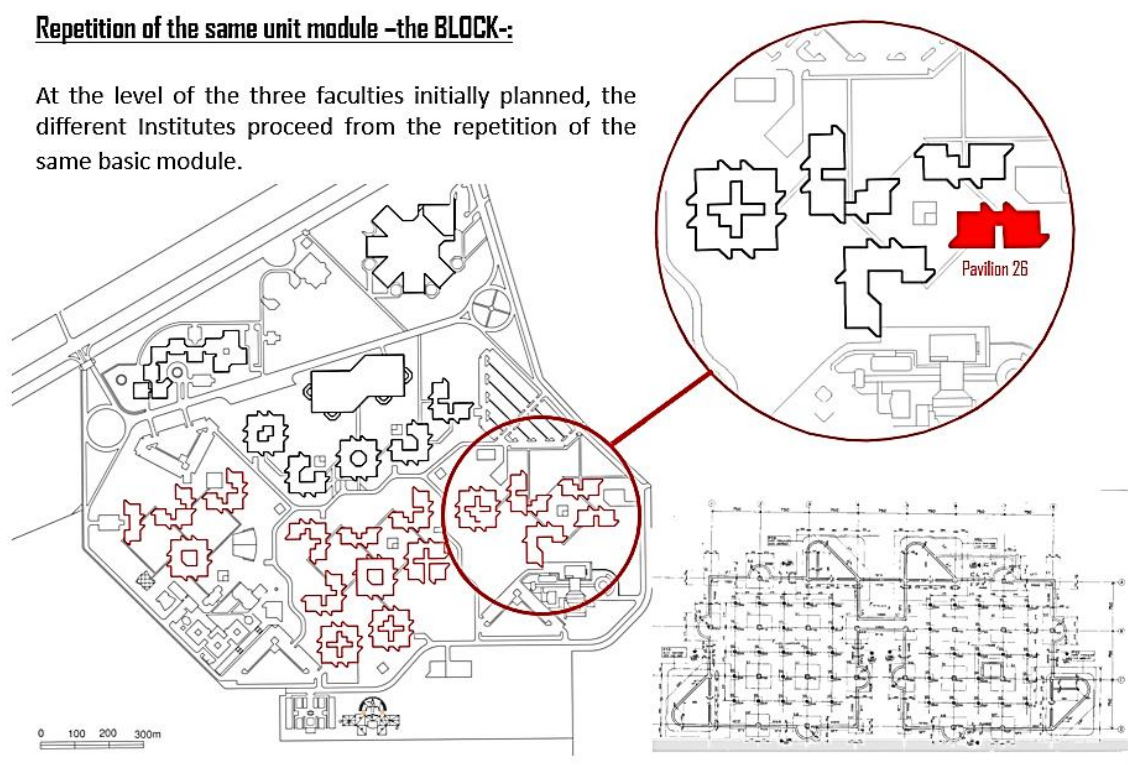 Repetition of the same unit module –the BLOCK-:
At the level of the three faculties initially planned, the
different Institutes proceed from the repetition of the
same basic module.
Pavilion 26
0 100 200 300m